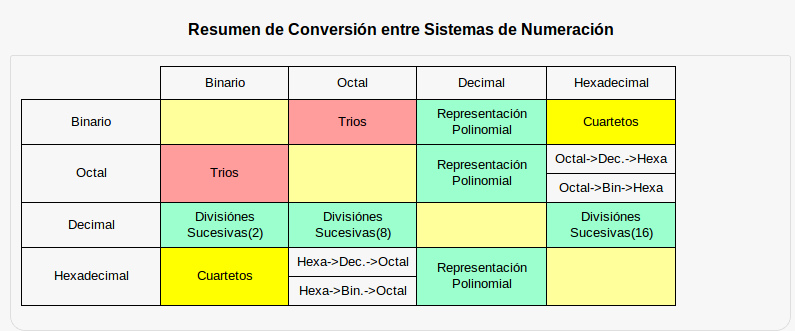 Resumen de Conversión entre Sistemas de Numeración
Binario Octal Decimal Hexadecimal
Binario Trios Representación Polinomial Cuartetos
Octal Trios Representación Polinomial Octal->Dec.->Hexa
Octal->Bin->Hexa
Decimal Divisiónes Sucesivas(2) Divisiónes Sucesivas(8) Divisiónes Sucesivas(16)
Hexadecimal Cuartetos Hexa->Dec.->Octal
Hexa->Bin.->Octal
Representación Polinomial